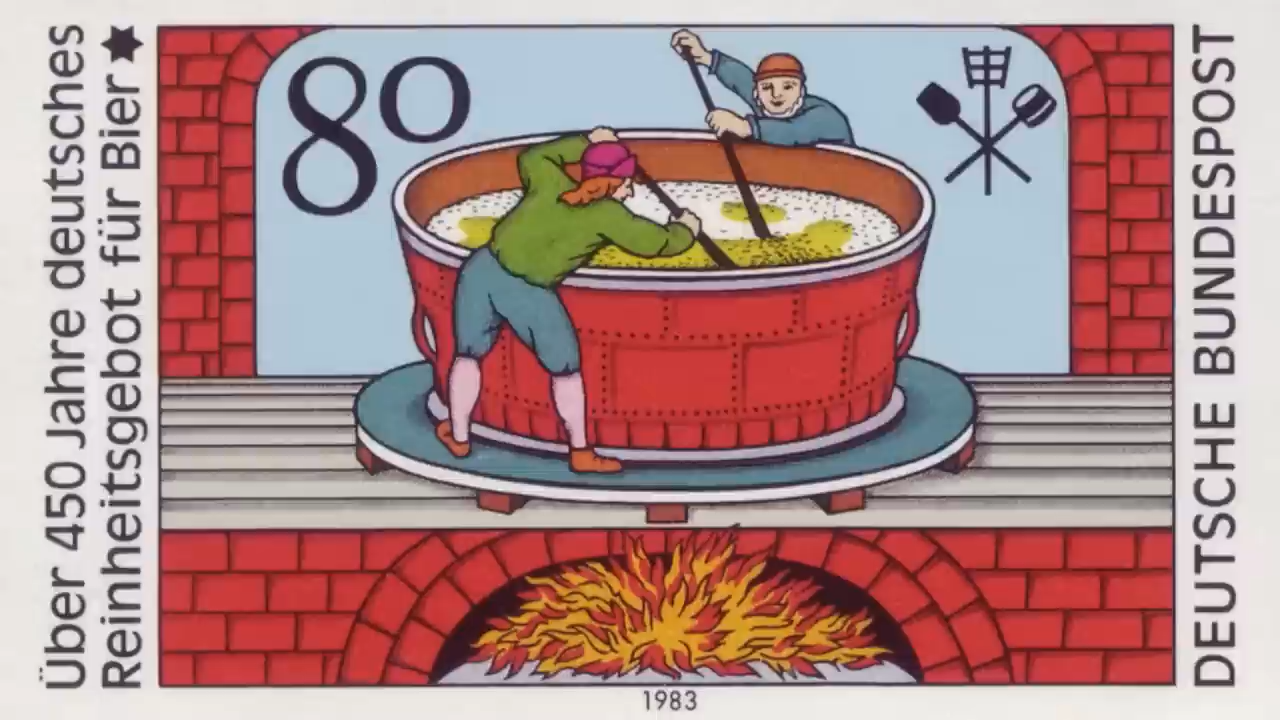 Über 450 Jahre deutsches
Reinheitsgebot für Bier
80
DEUTSCHE BUNDESPOST
1983